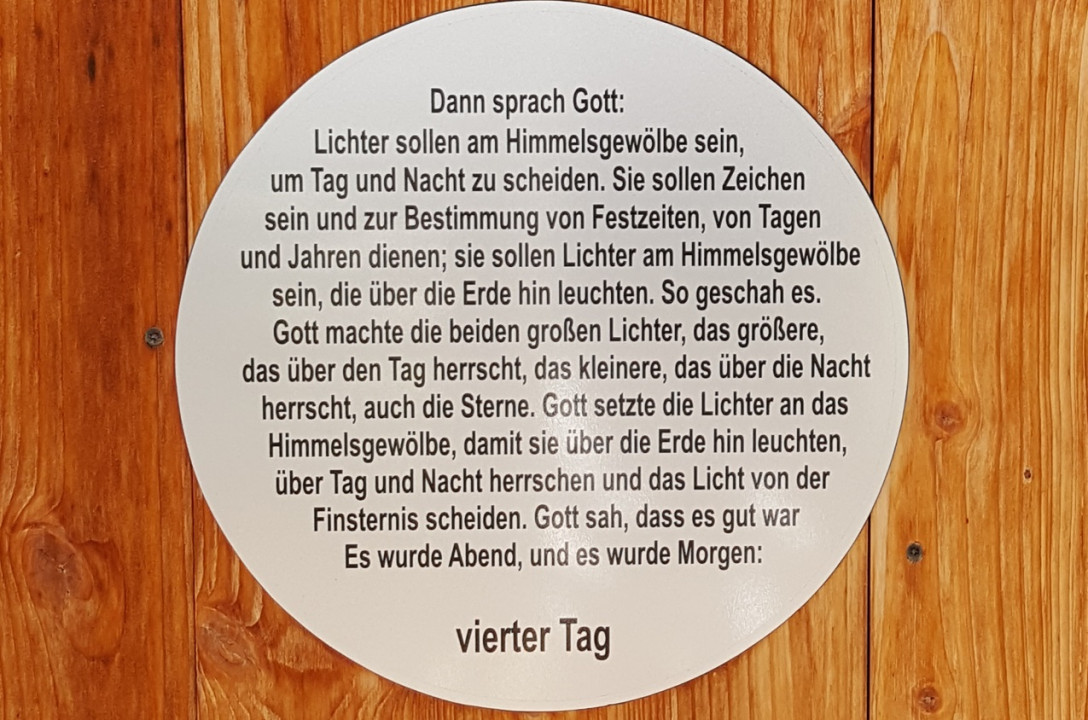 Dann sprach Gott:
Lichter sollen am Himmelsgewölbe sein,
um Tag und Nacht zu scheiden. Sie sollen Zeichen
sein und zur Bestimmung von Festzeiten, von Tagen
und Jahren dienen; sie sollen Lichter am Himmelsgewölbe
sein, die über die Erde hin leuchten. So geschah es.
Gott machte die beiden großen Lichter, das größere,
das über den Tag herrscht, das kleinere, das über die Nacht
herrscht, auch die Sterne. Gott setzte die Lichter an das
Himmelsgewölbe, damit sie über die Erde hin leuchten,
über Tag und Nacht herrschen und das Licht von der
Finsternis scheiden. Gott sah, dass es gut war
Es wurde Abend, und es wurde Morgen:
vierter Tag